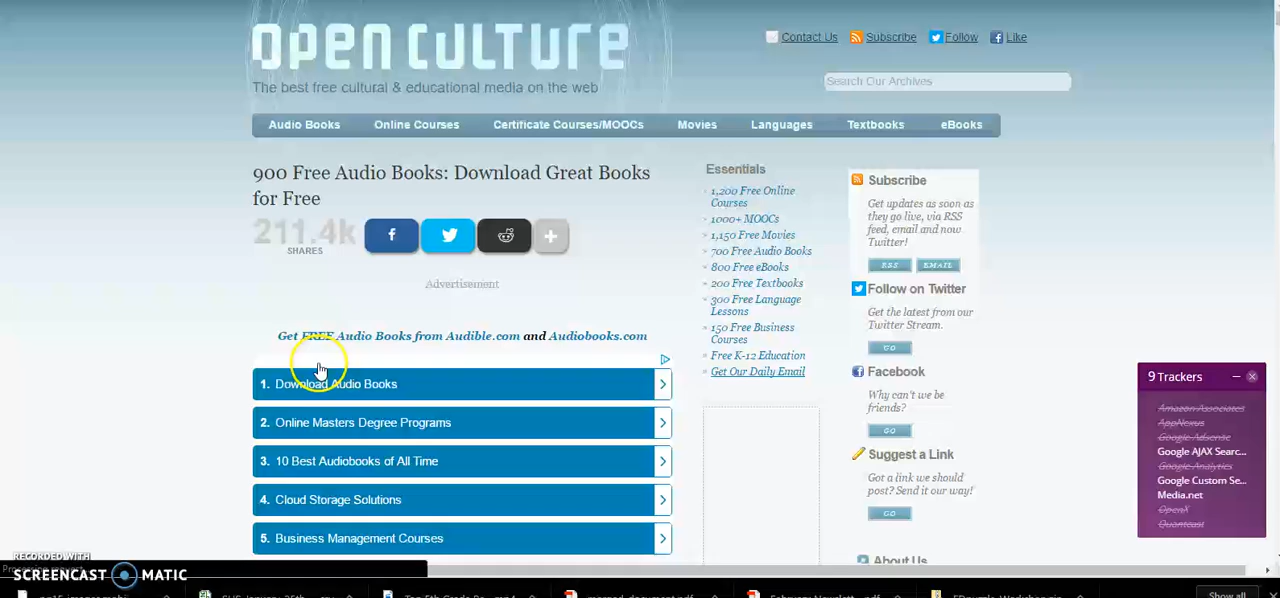 OPEN CULTURE
The best free cultural & educational media on the web
Contact Us Subscribe Follow Like
Search Our Archives
Audio Books Online Courses Certificate Courses/MOOCs Movies Languages Textbooks eBooks
900 Free Audio Books: Download Great Books
for Free
211.4k
SHARES
Advertisement
Get FREE Audio Books from Audible.com and Audiobooks.com
1. Download Audio Books
2. Online Masters Degree Programs
3. 10 Best Audiobooks of All Time
4. Cloud Storage Solutions
5. Business Management Courses
Essentials
1,200 Free Online
Courses
1000+ MOOCs
1,150 Free Movies
700 Free Audio Books
800 Free eBooks
200 Free Textbooks
300 Free Language
Lessons
150 Free Business
Courses
Free K-12 Education
Get Our Daily Email
Subscribe
Get updates as soon as
they go live, via RSS
feed, email and now
Twitter!
RSS EMAIL
Follow on Twitter
Get the latest from our
Twitter Stream.
GO
Facebook
Why can't we be
friends?
GO
Suggest a Link
Got a link we should
post? Send it our way!
GO
About Us
9 Trackers
Amazon Associates
AppNexus
Google Adsense
Google AJAX Searc...
Google Analytics
Google Custom Se...
Media.net
OpenX
Quantcast
RECORDED WITH
SCREENCAST MATIC
Show all